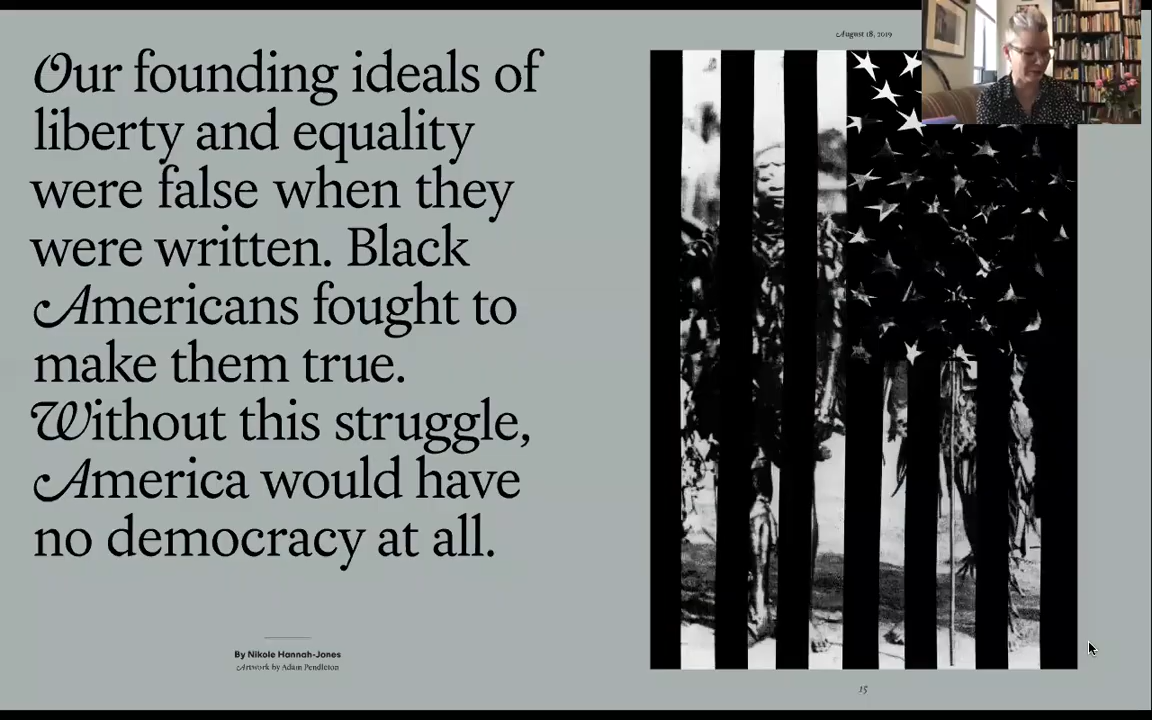 Our founding ideals of
liberty and equality
were false when they
were written. Black
Americans fought to
make them true.
Without this struggle,
America would have
no democracy at all.
By Nikole Hannah-Jones
Artwork by Adam Pendleton
August 18, 2019
15